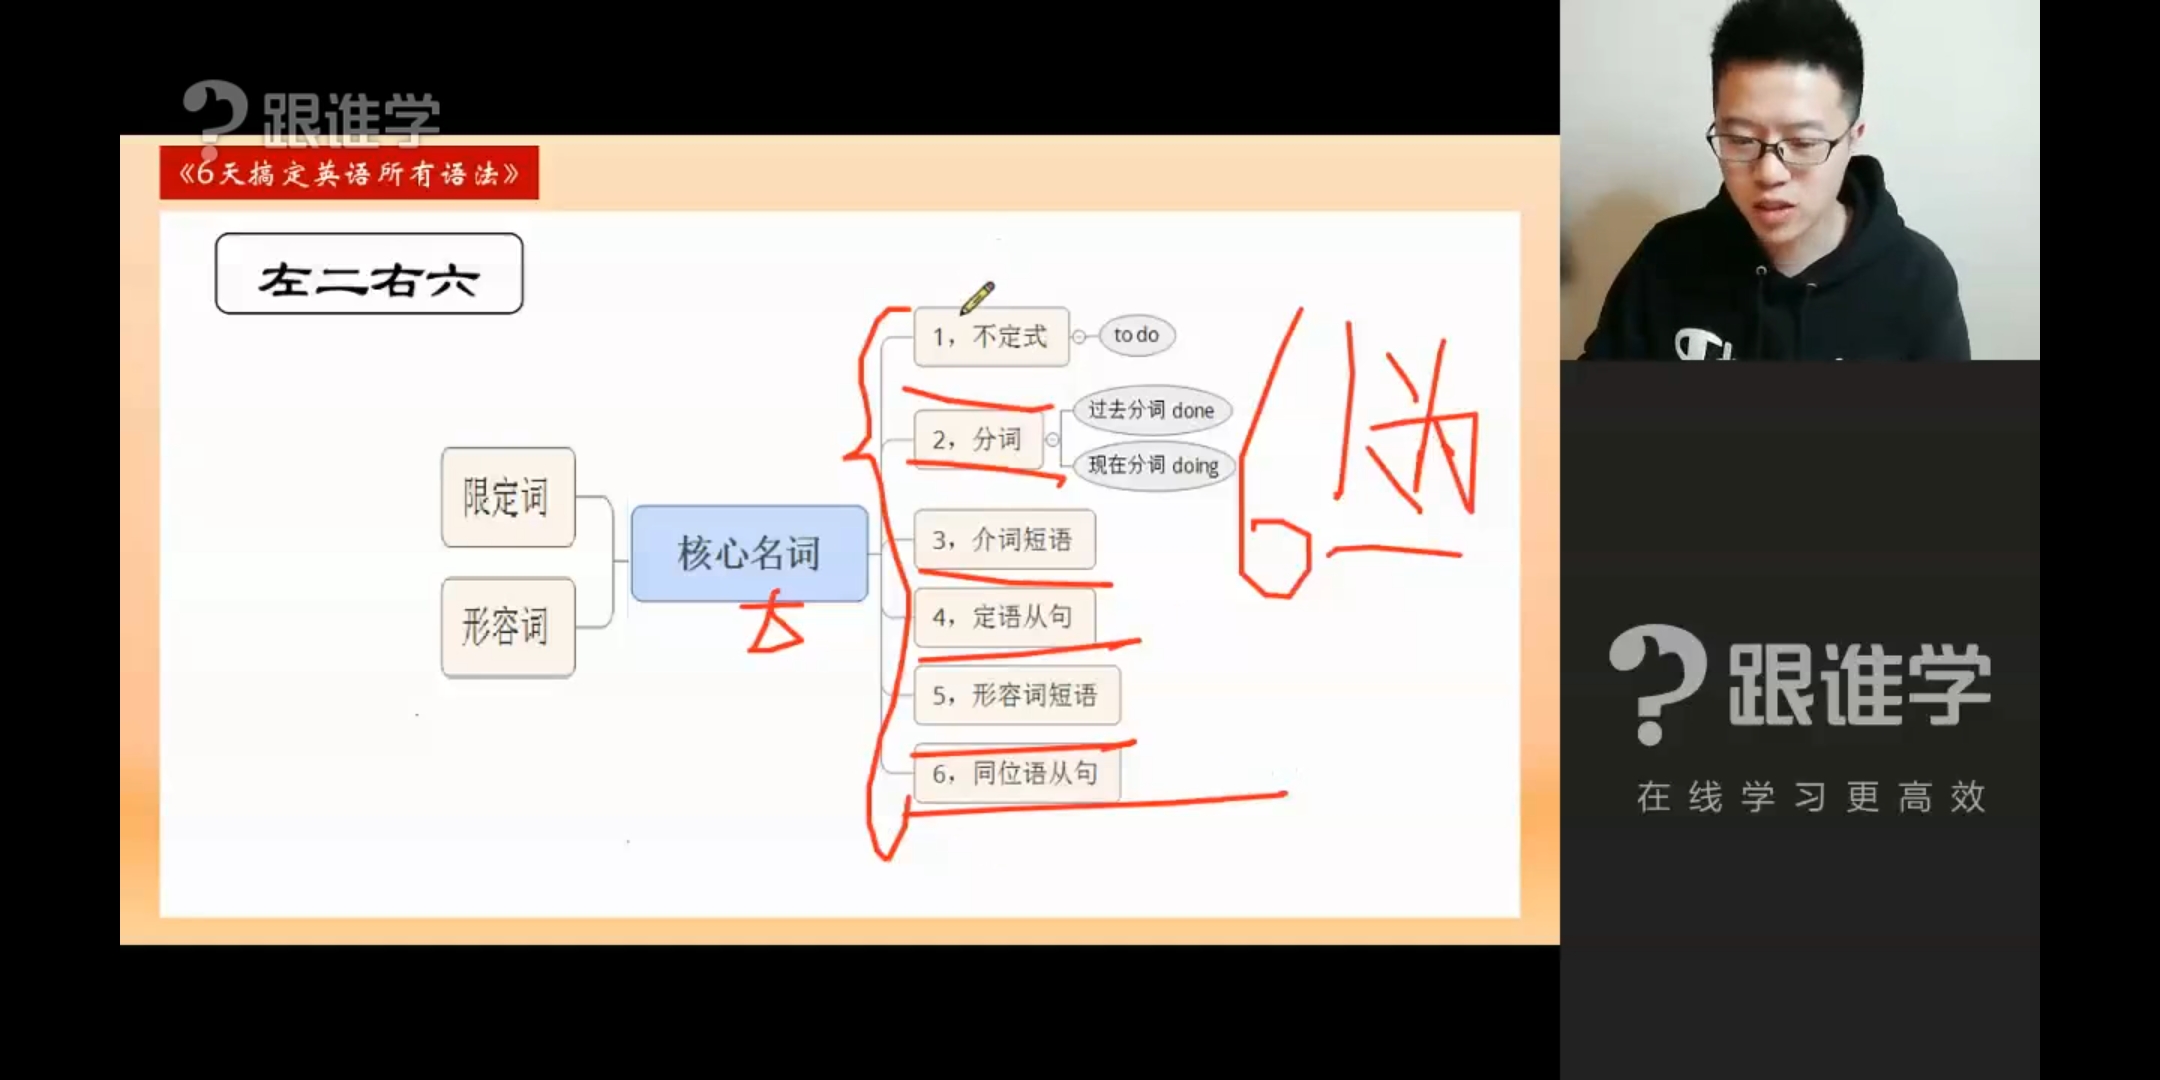 跟谁学
《6天搞定英语所有语法》
左二右六
限定词
形容词
核心名词
1，不定式
to do
2，分词
过去分词 done
现在分词 doing
3，介词短语
4，定语从句
5，形容词短语
6，同位语从句
跟谁学
在线学习更高效